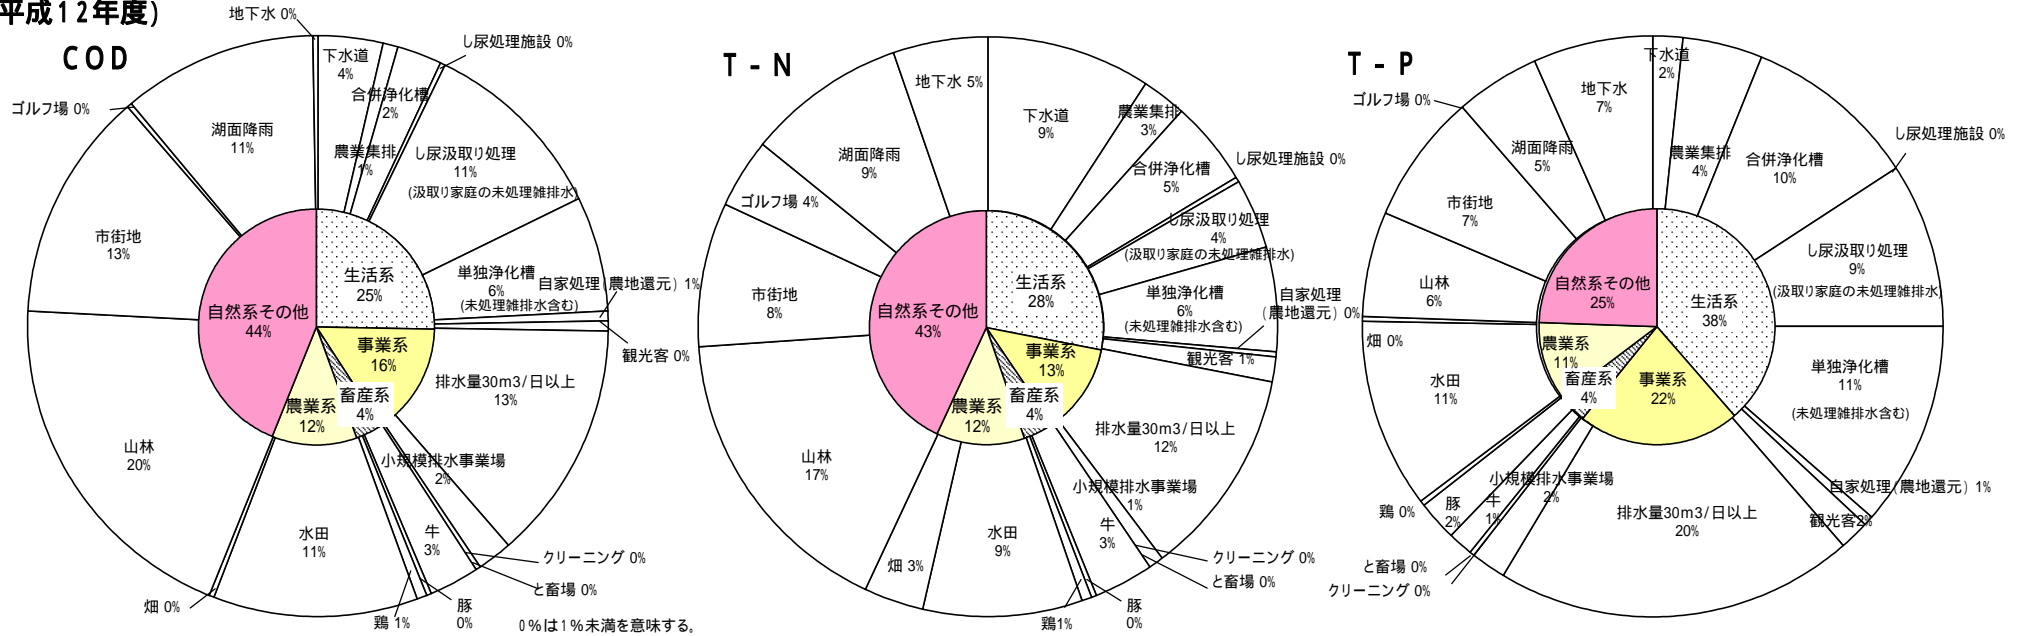 平成12年度)
COD
地下水 0%
下水道
4%
し尿処理施設 0%
合併浄化槽
2%
ゴルフ場 0%
湖面降雨
11%
農業集排
1%
し尿汲取り処理
11%
(汲取り家庭の未処理雑排水)
市街地
13%
単独浄化槽
6%
(未処理雑排水含む)
自家処理(農地還元) 1%
生活系
25%
自然系その他
44%
事業系
16%
観光客 0%
畜産系
4%
農業系
12%
排水量30m3/日以上
13%
山林
20%
小規模排水事業場
2%
水田
11%
牛
3%
クリーニング 0%
と畜場 0%
畑 0%
鶏 1%
豚
0%
0%は1%未満を意味する。
T-N
地下水 5%
下水道
9%
農業集排
3%
湖面降雨
9%
合併浄化槽
5%
し尿処理施設 0%
ゴルフ場 4%
し尿汲取り処理
4%
(汲取り家庭の未処理雑排水)
市街地
8%
生活系
28%
単独浄化槽
6%
(未処理雑排水含む)
自家処理
(農地還元) 0%
自然系その他
43%
事業系
13%
観光客 1%
畜産系
4%
農業系
12%
排水量30m3/日以上
12%
山林
17%
小規模排水事業場
1%
水田
9%
牛
3%
クリーニング 0%
畑 3%
と畜場 0%
鶏1%
豚
0%
T-P
下水道
2%
地下水
7%
ゴルフ場 0%
湖面降雨
5%
農業集排
4%
合併浄化槽
10%
し尿処理施設 0%
市街地
7%
し尿汲取り処理
9%
(汲取り家庭の未処理雑排水)
山林
6%
自然系その他
25%
生活系
38%
畑 0%
農業系
11%
水田
11%
畜産系
4%
事業系
22%
単独浄化槽
11%
(未処理雑排水含む)
小規模排水事業場
2%
自家処理(農地還元) 1%
鶏 0%
豚
2%
牛
1%
排水量30m3/日以上
20%
観光客2%
と畜場 0%
クリーニング 0%